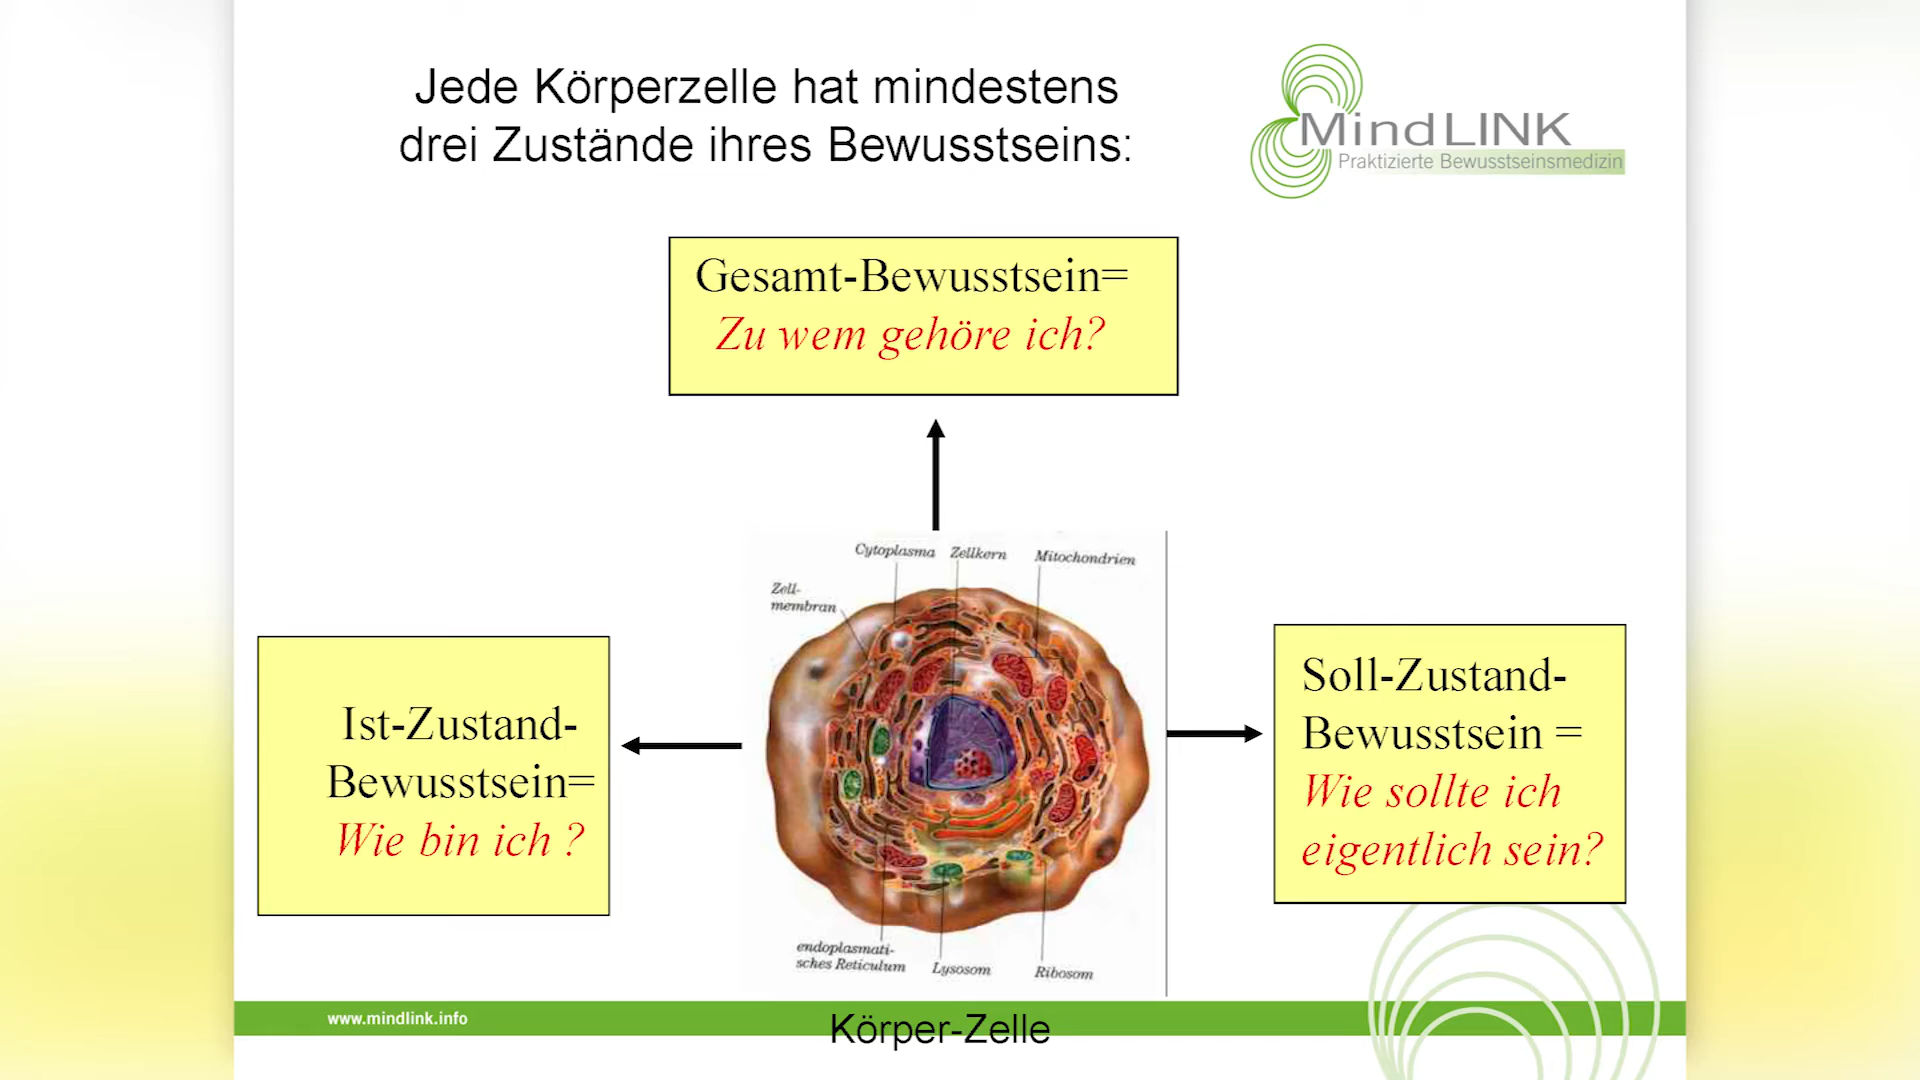 Jede Körperzelle hat mindestens
drei Zustände ihres Bewusstseins:
MindLINK
Praktizierte Bewusstseinsmedizin
Gesamt-Bewusstsein=
Zu wem gehöre ich?
Cytoplasma Zellkern Mitochondrien
Zell-
membran
Ist-Zustand-
Bewusstsein=
Wie bin ich ?
Soll-Zustand-
Bewusstsein =
Wie sollte ich
eigentlich sein?
endoplasmati-
sches Reticulum
Lysosom
Ribosom
www.mindlink.info
Körper-Zelle